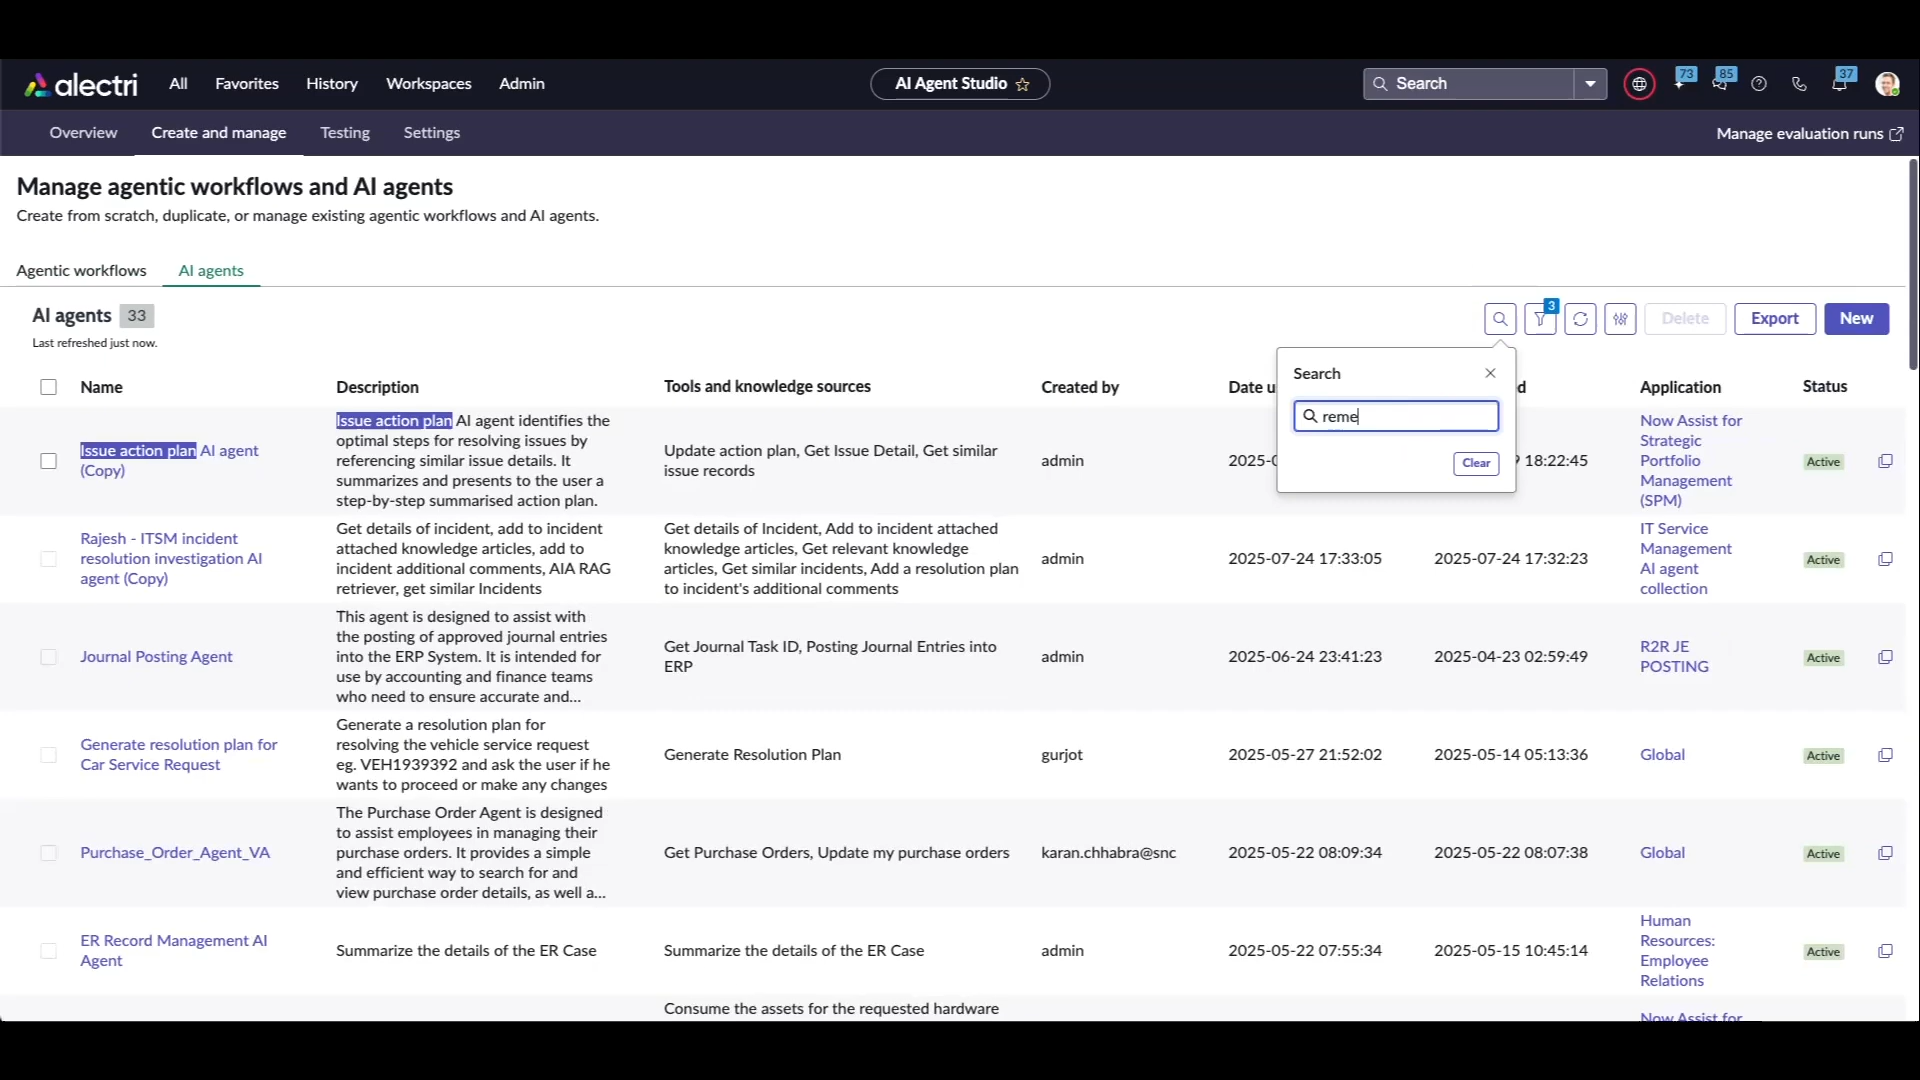 alectri
All
Favorites
History
Workspaces
Admin
AI Agent Studio
Search
73
85
37
Overview
Create and manage
Testing
Settings
Manage evaluation runs
Manage agentic workflows and AI agents
Create from scratch, duplicate, or manage existing agentic workflows and AI agents.
Agentic workflows
AI agents
AI agents 33
Last refreshed just now.
3
Delete
Export
New
Search
reme
Clear
Name
Description
Tools and knowledge sources
Created by
Date u
d
Application
Status
Issue action plan AI agent
(Copy)
Issue action plan AI agent identifies the
optimal steps for resolving issues by
referencing similar issue details. It
summarizes and presents to the user a
step-by-step summarised action plan.
Update action plan, Get Issue Detail, Get similar
issue records
admin
2025-0
18:22:45
Now Assist for
Strategic
Portfolio
Management
(SPM)
Active
Rajesh - ITSM incident
resolution investigation AI
agent (Copy)
Get details of incident, add to incident
attached knowledge articles, add to
incident additional comments, AIA RAG
retriever, get similar Incidents
Get details of Incident, Add to incident attached
knowledge articles, Get relevant knowledge
articles, Get similar incidents, Add a resolution plan
to incident's additional comments
admin
2025-07-24 17:33:05
2025-07-24 17:32:23
IT Service
Management
AI agent
collection
Active
Journal Posting Agent
This agent is designed to assist with
the posting of approved journal entries
into the ERP System. It is intended for
use by accounting and finance teams
who need to ensure accurate and...
Get Journal Task ID, Posting Journal Entries into
ERP
admin
2025-06-24 23:41:23
2025-04-23 02:59:49
R2R JE
POSTING
Active
Generate resolution plan for
Car Service Request
Generate a resolution plan for
resolving the vehicle service request
eg. VEH1939392 and ask the user if he
wants to proceed or make any changes
Generate Resolution Plan
gurjot
2025-05-27 21:52:02
2025-05-14 05:13:36
Global
Active
Purchase_Order_Agent_VA
The Purchase Order Agent is designed
to assist employees in managing their
purchase orders. It provides a simple
and efficient way to search for and
view purchase order details, as well a...
Get Purchase Orders, Update my purchase orders
karan.chhabra@snc
2025-05-22 08:09:34
2025-05-22 08:07:38
Global
Active
ER Record Management AI
Agent
Summarize the details of the ER Case
Summarize the details of the ER Case
admin
2025-05-22 07:55:34
2025-05-15 10:45:14
Human
Resources:
Employee
Relations
Active
Consume the assets for the requested hardware
Now Assist for